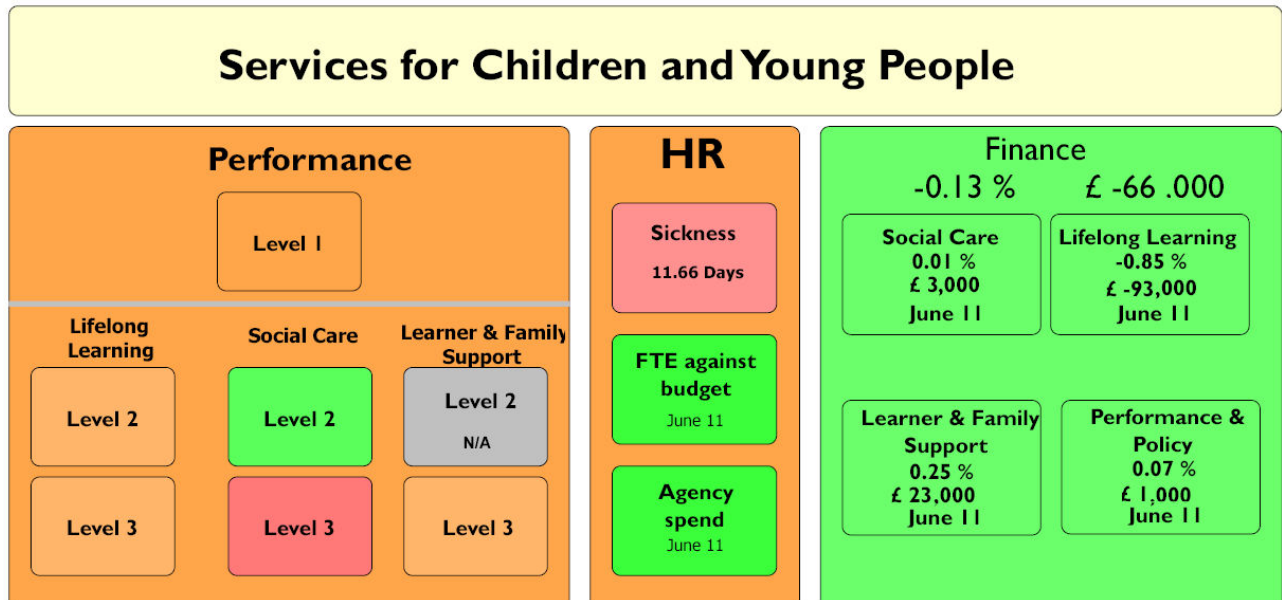 Services for Children and Young People
Performance
Level 1
Lifelong
Learning
Social Care
Learner & Family
Support
Level 2
Level 2
Level 2
N/A
Level 3
Level 3
Level 3
HR
Sickness
11.66 Days
FTE against
budget
June 11
Agency
spend
June 11
Finance
-0.13 % £ -66 .000
Social Care
0.01 %
£ 3,000
June 11
Lifelong Learning
-0.85 %
£ -93,000
June 11
Learner & Family
Support
0.25 %
£ 23,000
June 11
Performance &
Policy
0.07 %
£ 1,000
June 11